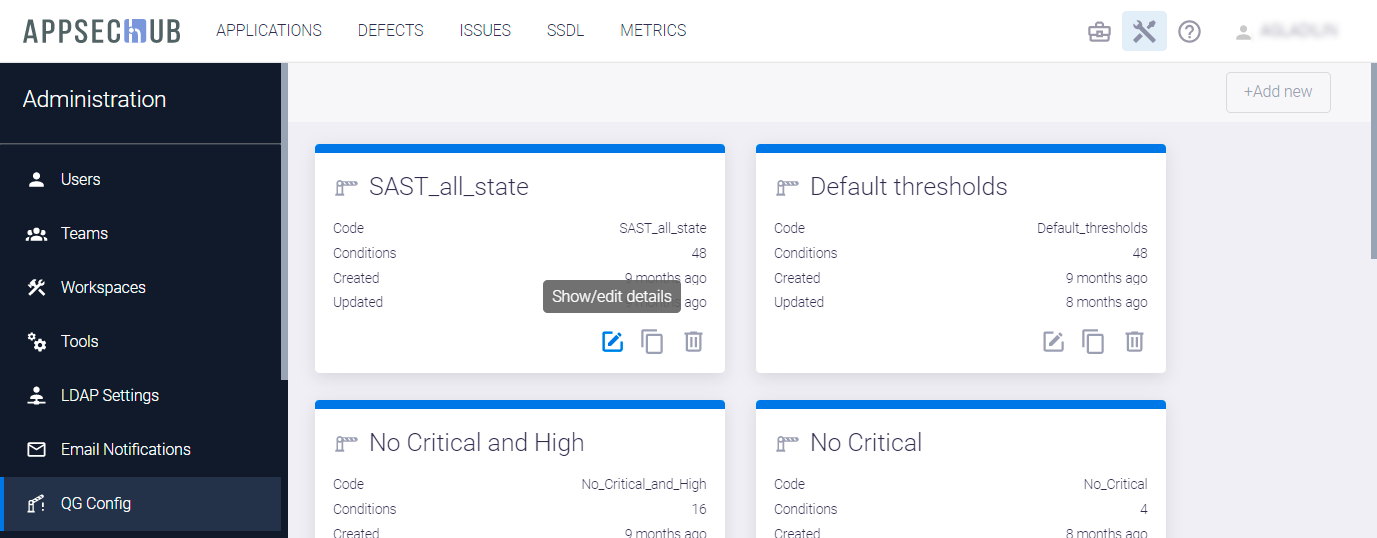 APPSECHUB APPLICATIONS DEFECTS ISSUES SSDL METRICS
Administration
+Add new
Users
Teams
Workspaces
Tools
LDAP Settings
Email Notifications
QG Config
SAST_all_state
Code SAST_all_state
Conditions 48
Created 9 months ago
Updated ago
Show/edit details
Default thresholds
Code Default_thresholds
Conditions 48
Created 9 months ago
Updated 8 months ago
No Critical and High
Code No_Critical_and_High
Conditions 16
Created 9 months ago
No Critical
Code No_Critical
Conditions 4
Created 8 months ago